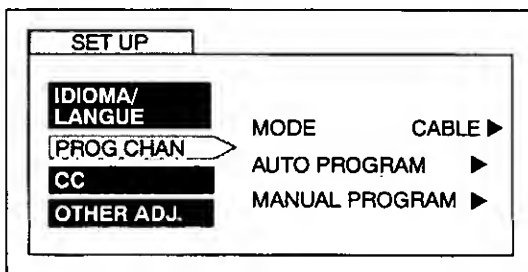 SET UP
IDIOMA/
LANGUE
PROG CHAN
CC
OTHER ADJ.
MODE CABLE ▶
AUTO PROGRAM ▶
MANUAL PROGRAM ▶